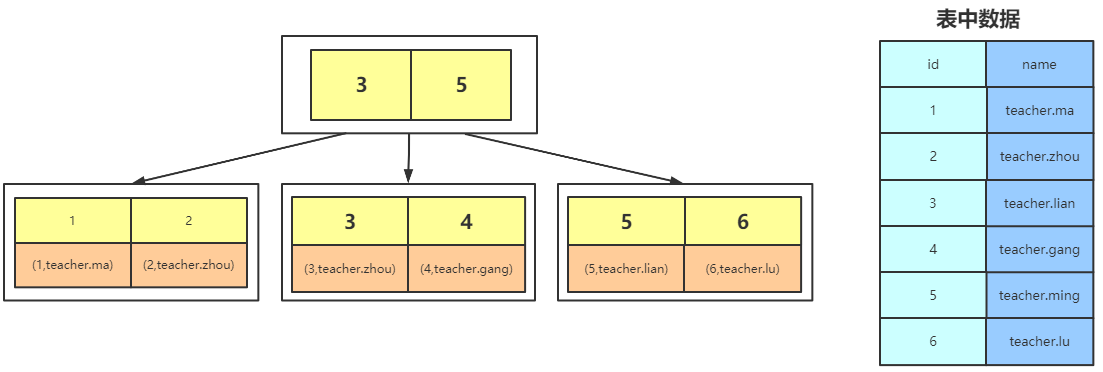 表中数据
3 5
1 2
(1,teacher.ma) (2,teacher.zhou)
3 4
(3,teacher.zhou) (4,teacher.gang)
5 6
(5,teacher.lian) (6,teacher.lu)
id name
1 teacher.ma
2 teacher.zhou
3 teacher.lian
4 teacher.gang
5 teacher.ming
6 teacher.lu